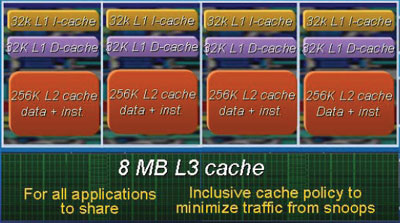 32k L1 I-cache
32k L1 I-cache
32k L1 I-cache
32k L1 I-cache
32K L1 D-cache
32K L1 D-cache
32K L1 D-cache
32K L1 D-cache
256K L2 cache
data + inst.
256K L2 cache
data + inst.
256K L2 cache
data + inst.
256K L2 cache
Data + inst.
8 MB L3 cache
For all applications
to share
Inclusive cache policy to
minimize traffic from snoops